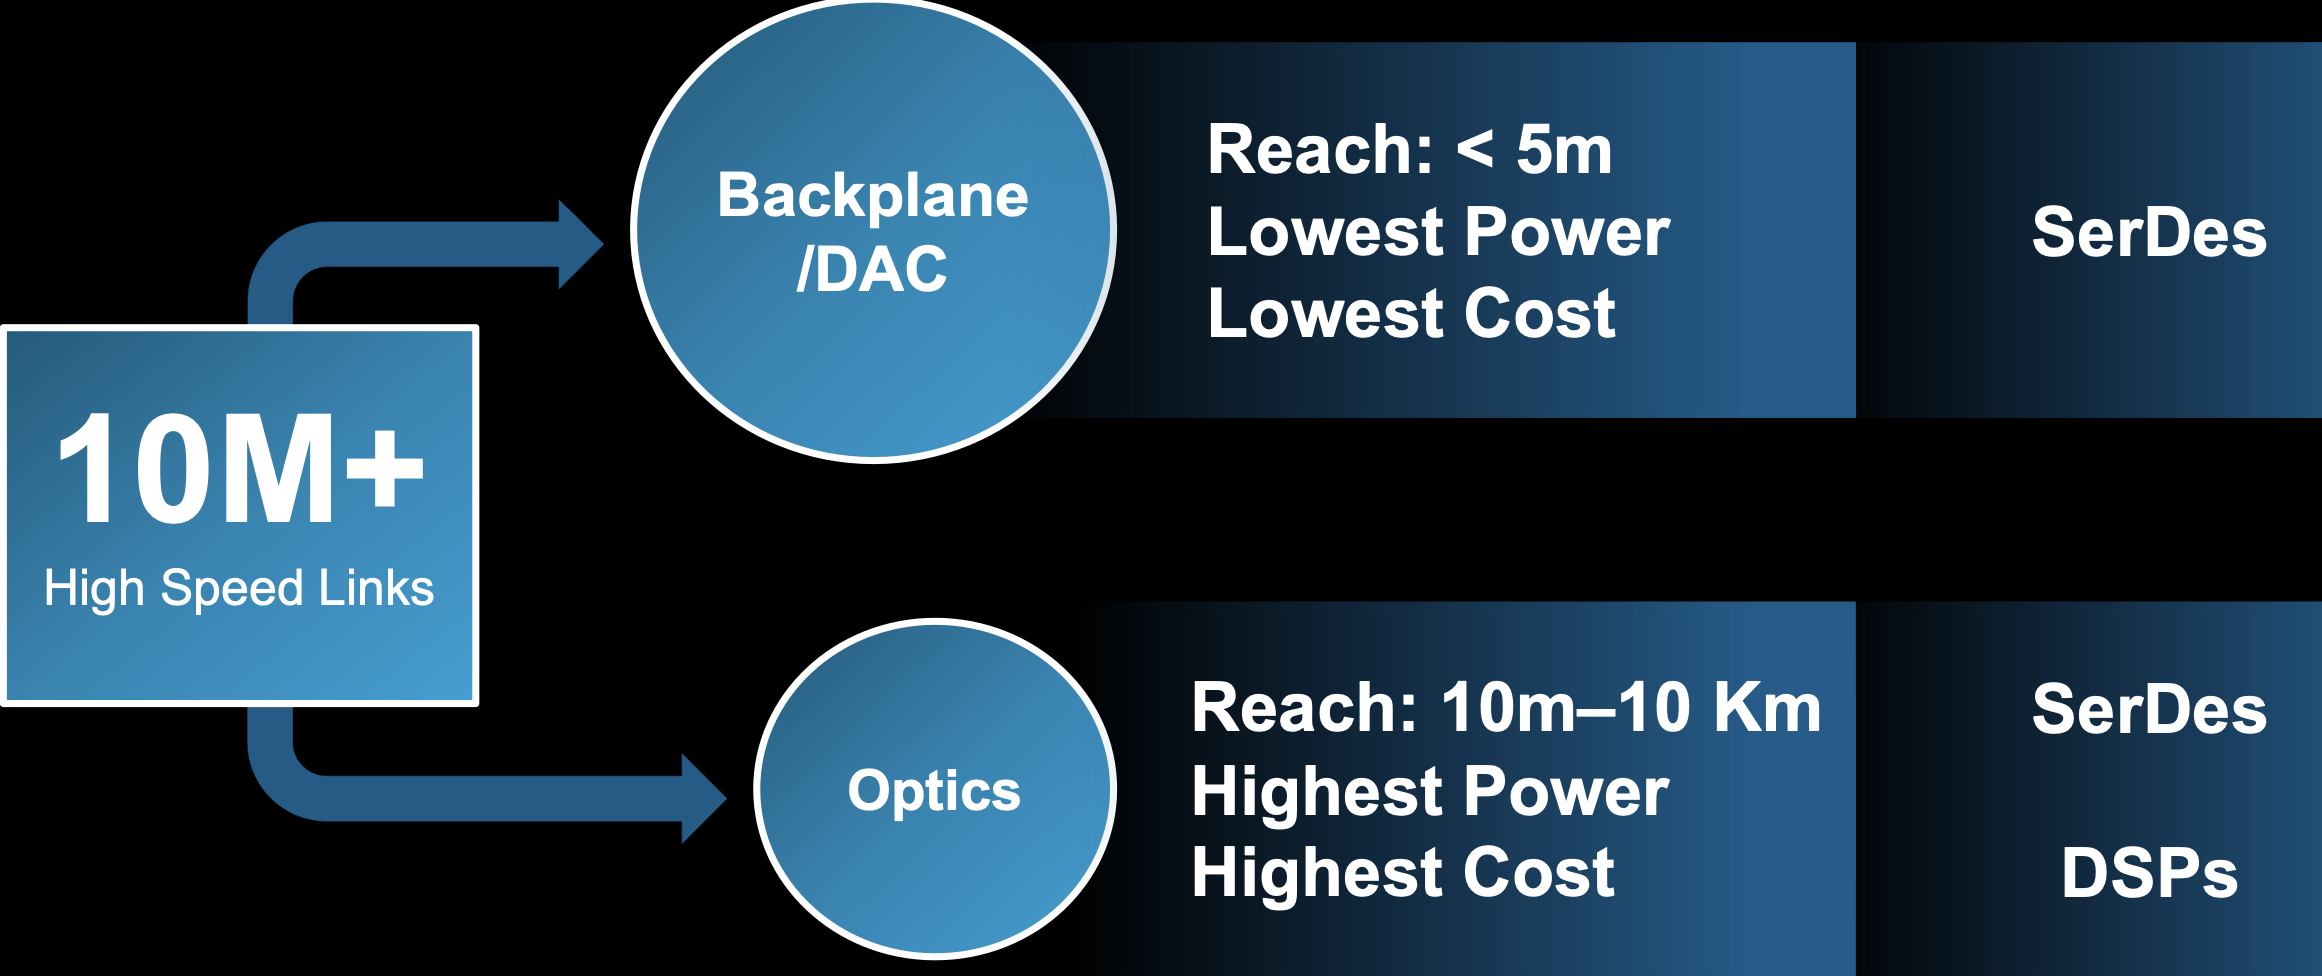 10M+
High Speed Links
Backplane
/DAC
Reach: < 5m
Lowest Power
Lowest Cost
SerDes
Optics
Reach: 10m–10 Km
Highest Power
Highest Cost
SerDes
DSPs